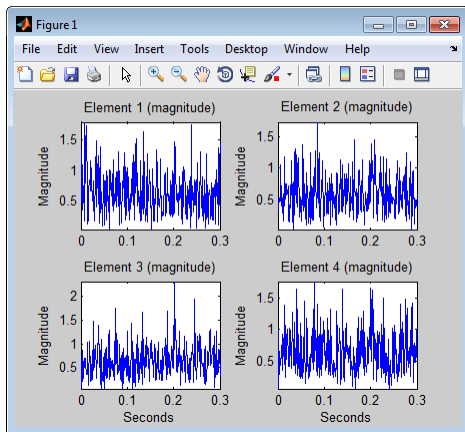 Figure 1
File Edit View Insert Tools Desktop Window Help
Element 1 (magnitude)
Magnitude
1.5
1
0.5
0 0.1 0.2 0.3
Element 2 (magnitude)
Magnitude
1.5
1
0.5
0 0.1 0.2 0.3
Element 3 (magnitude)
Magnitude
2
1.5
1
0.5
0 0.1 0.2 0.3
Seconds
Element 4 (magnitude)
Magnitude
1.5
1
0.5
0 0.1 0.2 0.3
Seconds